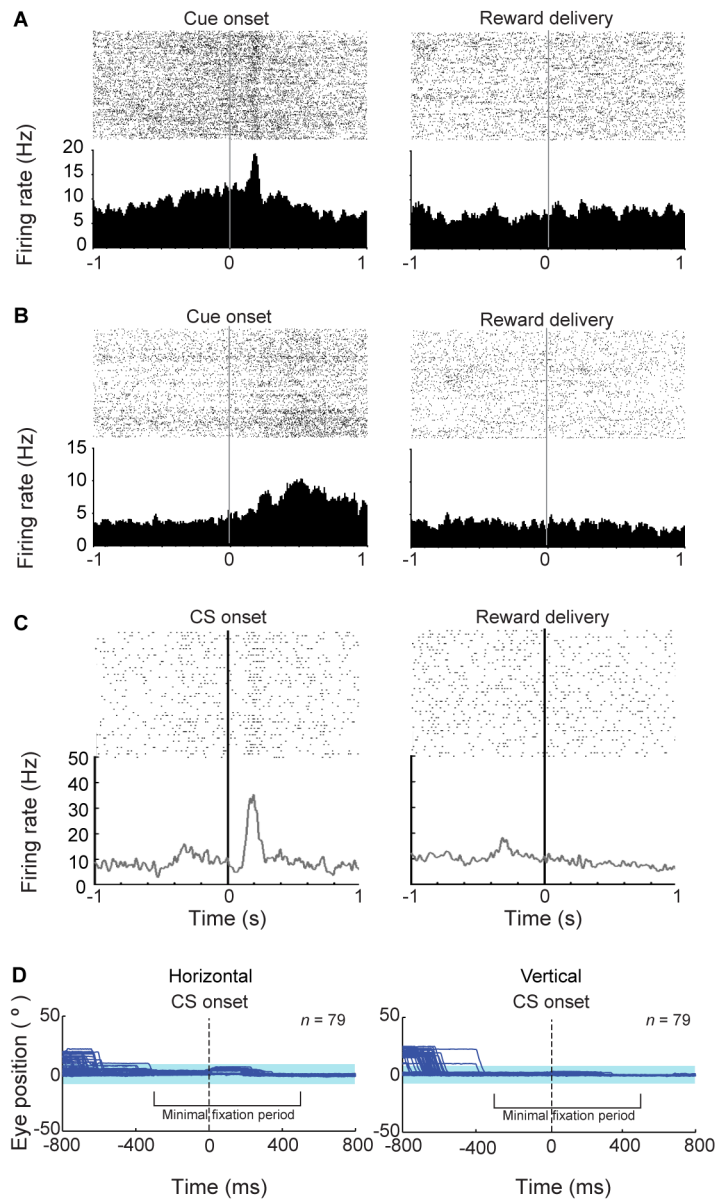 A
Cue onset
Reward delivery
Firing rate (Hz)
20
15
10
5
0
-1 0 1
-1 0 1
B
Cue onset
Reward delivery
Firing rate (Hz)
15
10
5
0
-1 0 1
-1 0 1
C
CS onset
Reward delivery
Firing rate (Hz)
50
40
30
20
10
0
-1 0 1
-1 0 1
Time (s)
Time (s)
D
Horizontal
Vertical
CS onset
CS onset
n = 79
n = 79
Eye position ( º )
50
0
-50
50
0
-50
Minimal fixation period
Minimal fixation period
-800 -400 0 400 800
-800 -400 0 400 800
Time (ms)
Time (ms)